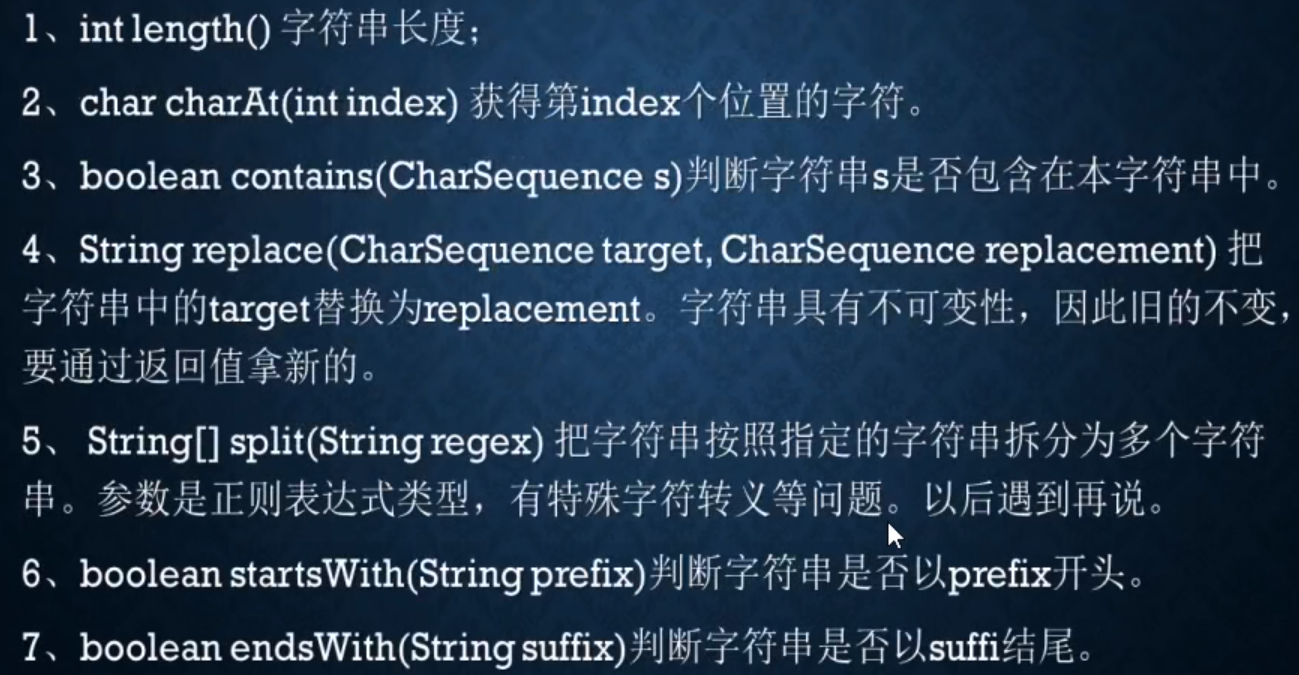 1、int length() 字符串长度；
2、char charAt(int index) 获得第index个位置的字符。
3、boolean contains(CharSequence s)判断字符串s是否包含在本字符串中。
4、String replace(CharSequence target, CharSequence replacement) 把
字符串中的target替换为replacement。字符串具有不可变性，因此旧的不变，
要通过返回值拿新的。
5、 String[] split(String regex) 把字符串按照指定的字符串拆分为多个字符
串。参数是正则表达式类型，有特殊字符转义等问题。以后遇到再说。
6、boolean startsWith(String prefix)判断字符串是否以prefix开头。
7、boolean endsWith(String suffix)判断字符串是否以suffi结尾。